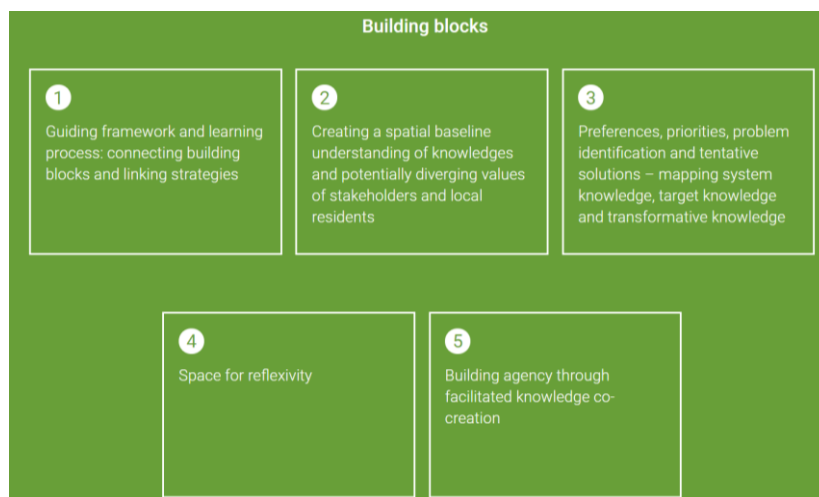 Building blocks
1
Guiding framework and learning
process: connecting building
blocks and linking strategies
2
Creating a spatial baseline
understanding of knowledges
and potentially diverging values
of stakeholders and local
residents
3
Preferences, priorities, problem
identification and tentative
solutions – mapping system
knowledge, target knowledge
and transformative knowledge
4
Space for reflexivity
5
Building agency through
facilitated knowledge co-
creation